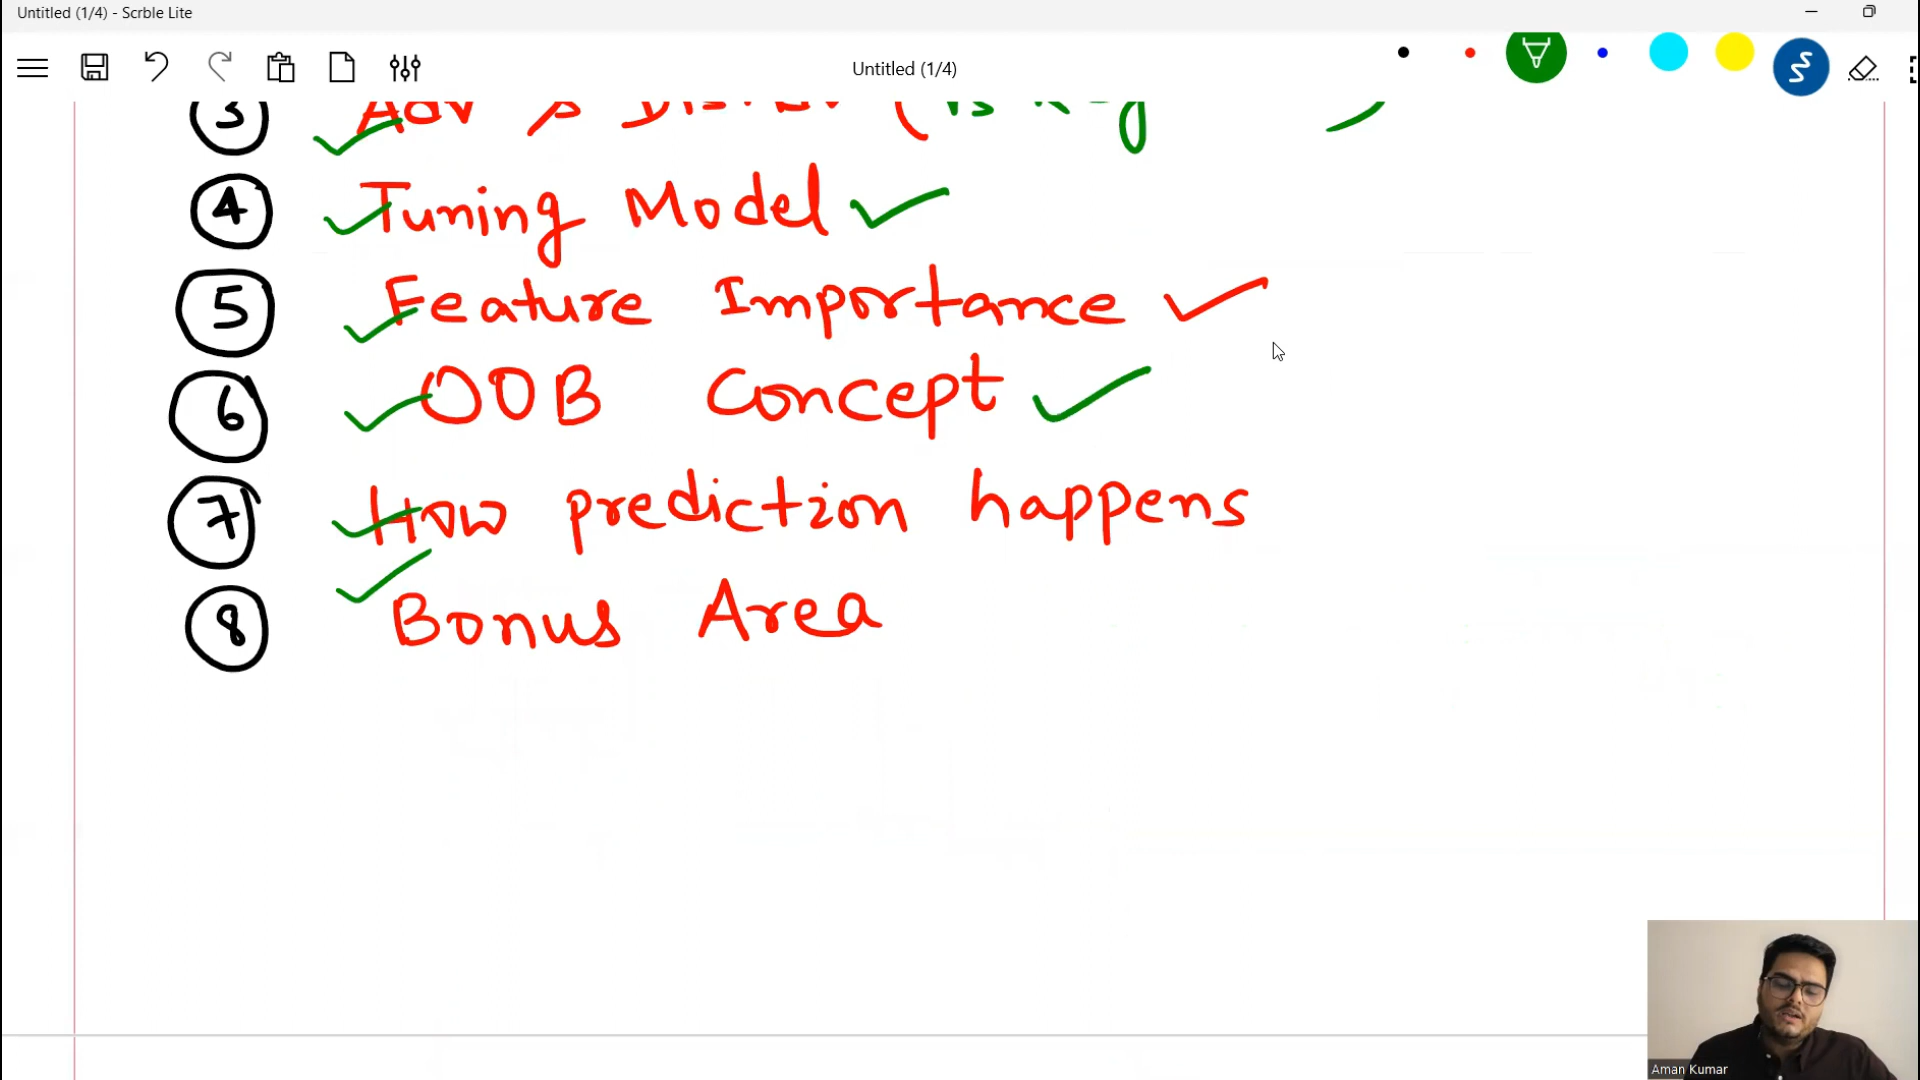 Untitled (1/4) - Scrble Lite
Untitled (1/4)
3
4 Tuning Model
5 Feature Importance
6 OOB Concept
7 How prediction happens
8 Bonus Area
Aman Kumar